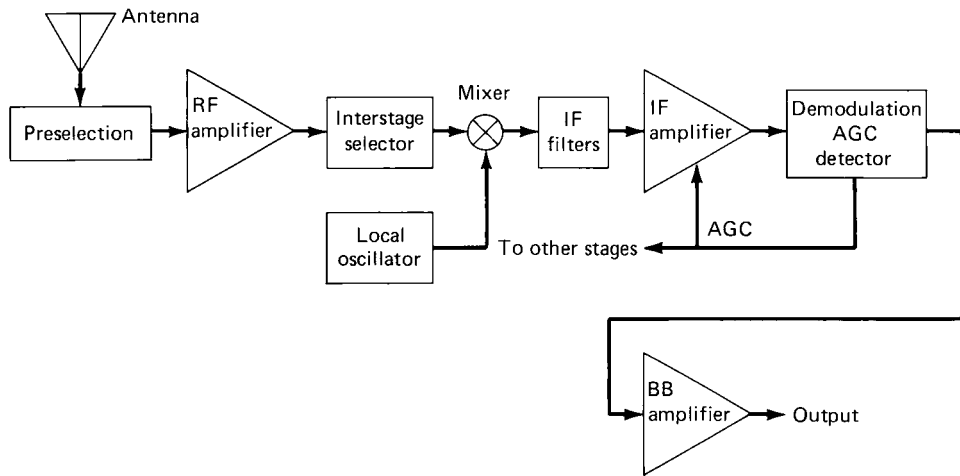 Antenna
Preselection
RF
amplifier
Interstage
selector
Mixer
IF
filters
IF
amplifier
Demodulation
AGC
detector
Local
oscillator
To other stages
AGC
BB
amplifier
Output